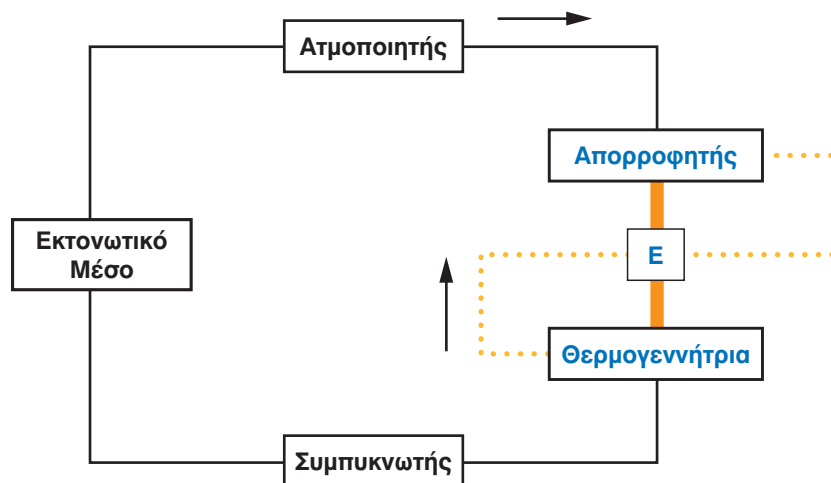 Ατμοποιητής
Απορροφητής
Εκτονωτικό
Μέσο
Ε
Θερμογεννήτρια
Συμπυκνωτής